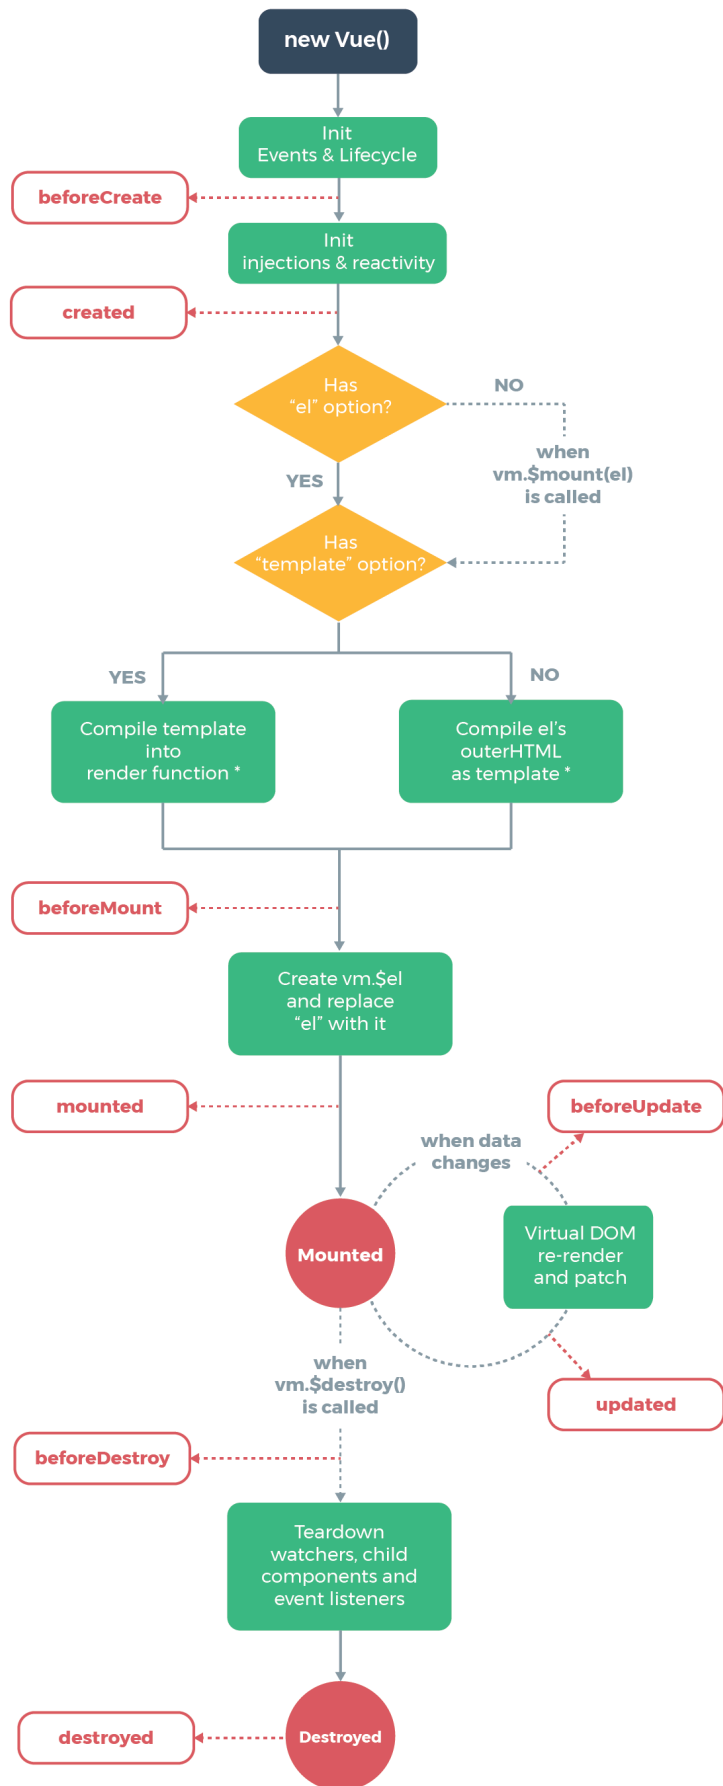 new Vue()
Init
Events & Lifecycle
beforeCreate
Init
injections & reactivity
created
Has
“el” option?
NO
when
vm.$mount(el)
is called
YES
Has
“template” option?
YES
NO
Compile template
into
render function *
Compile el’s
outerHTML
as template *
beforeMount
Create vm.$el
and replace
“el” with it
mounted
beforeUpdate
when data
changes
Mounted
Virtual DOM
re-render
and patch
when
vm.$destroy()
is called
updated
beforeDestroy
Teardown
watchers, child
components and
event listeners
destroyed
Destroyed